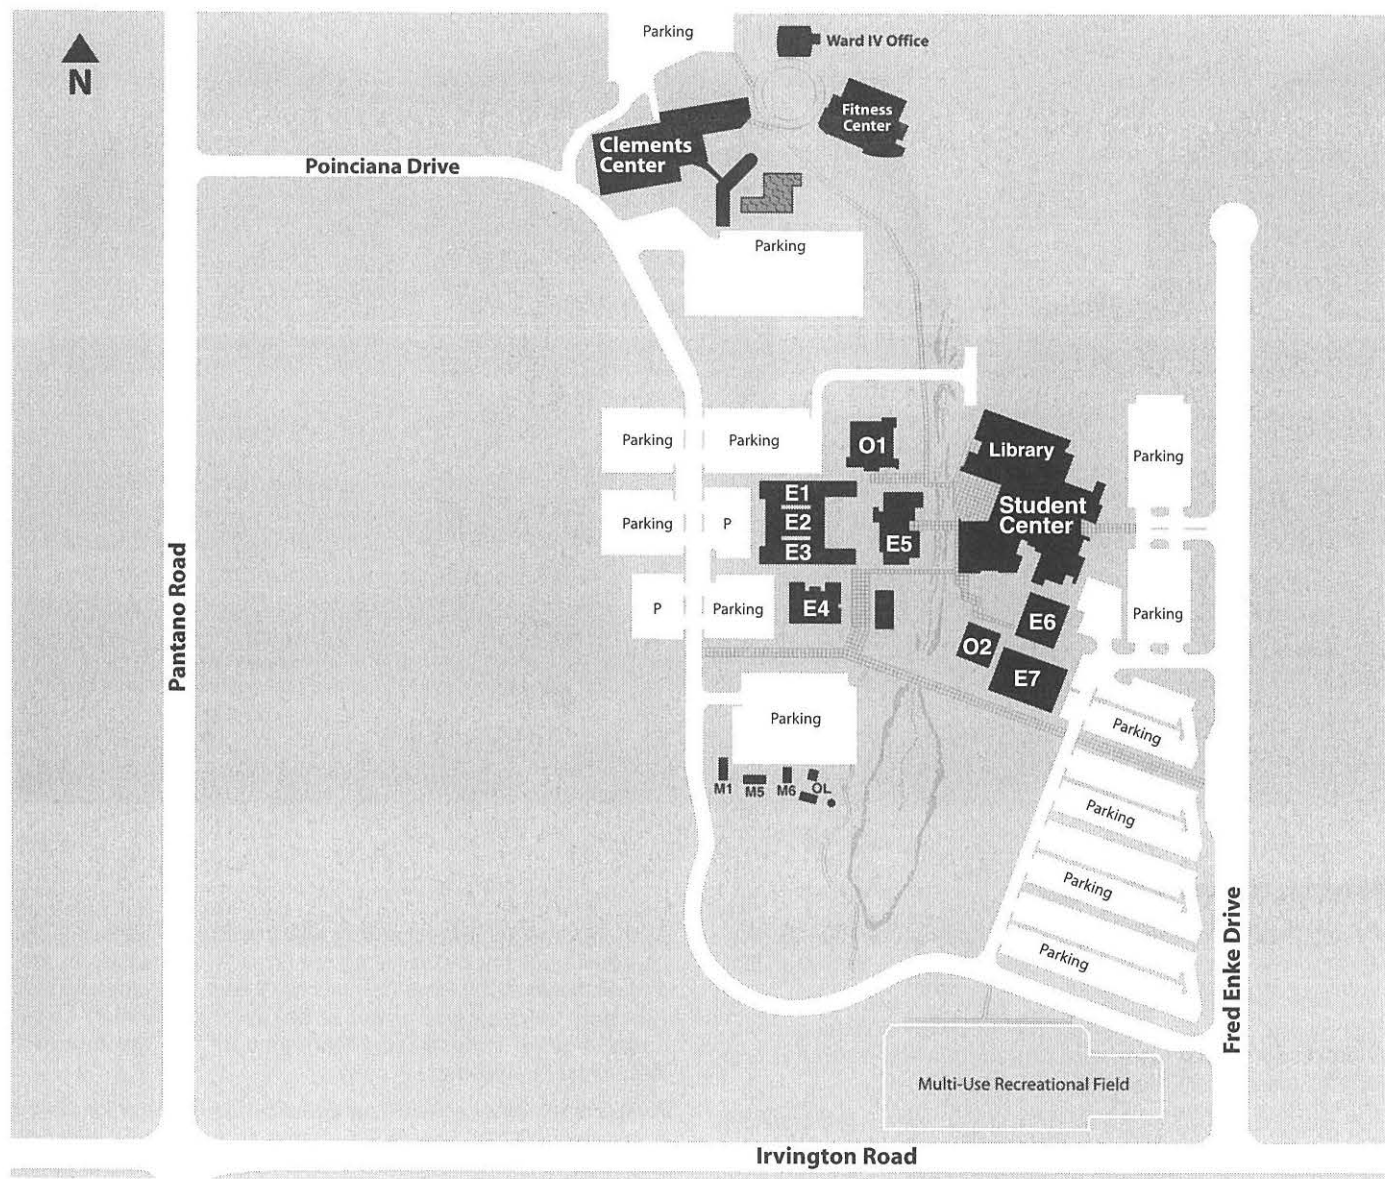 Parking
Ward IV Office
N
Fitness
Center
Clements
Center
Poinciana Drive
Parking
Parking
Parking
O1
Library
Parking
E1
E2
E3
Parking
P
E5
Student
Center
Pantano Road
P
Parking
E4
E6
Parking
O2
E7
Parking
Parking
M1
M5
M6
OL
Parking
Parking
Parking
Fred Enke Drive
Multi-Use Recreational Field
Irvington Road